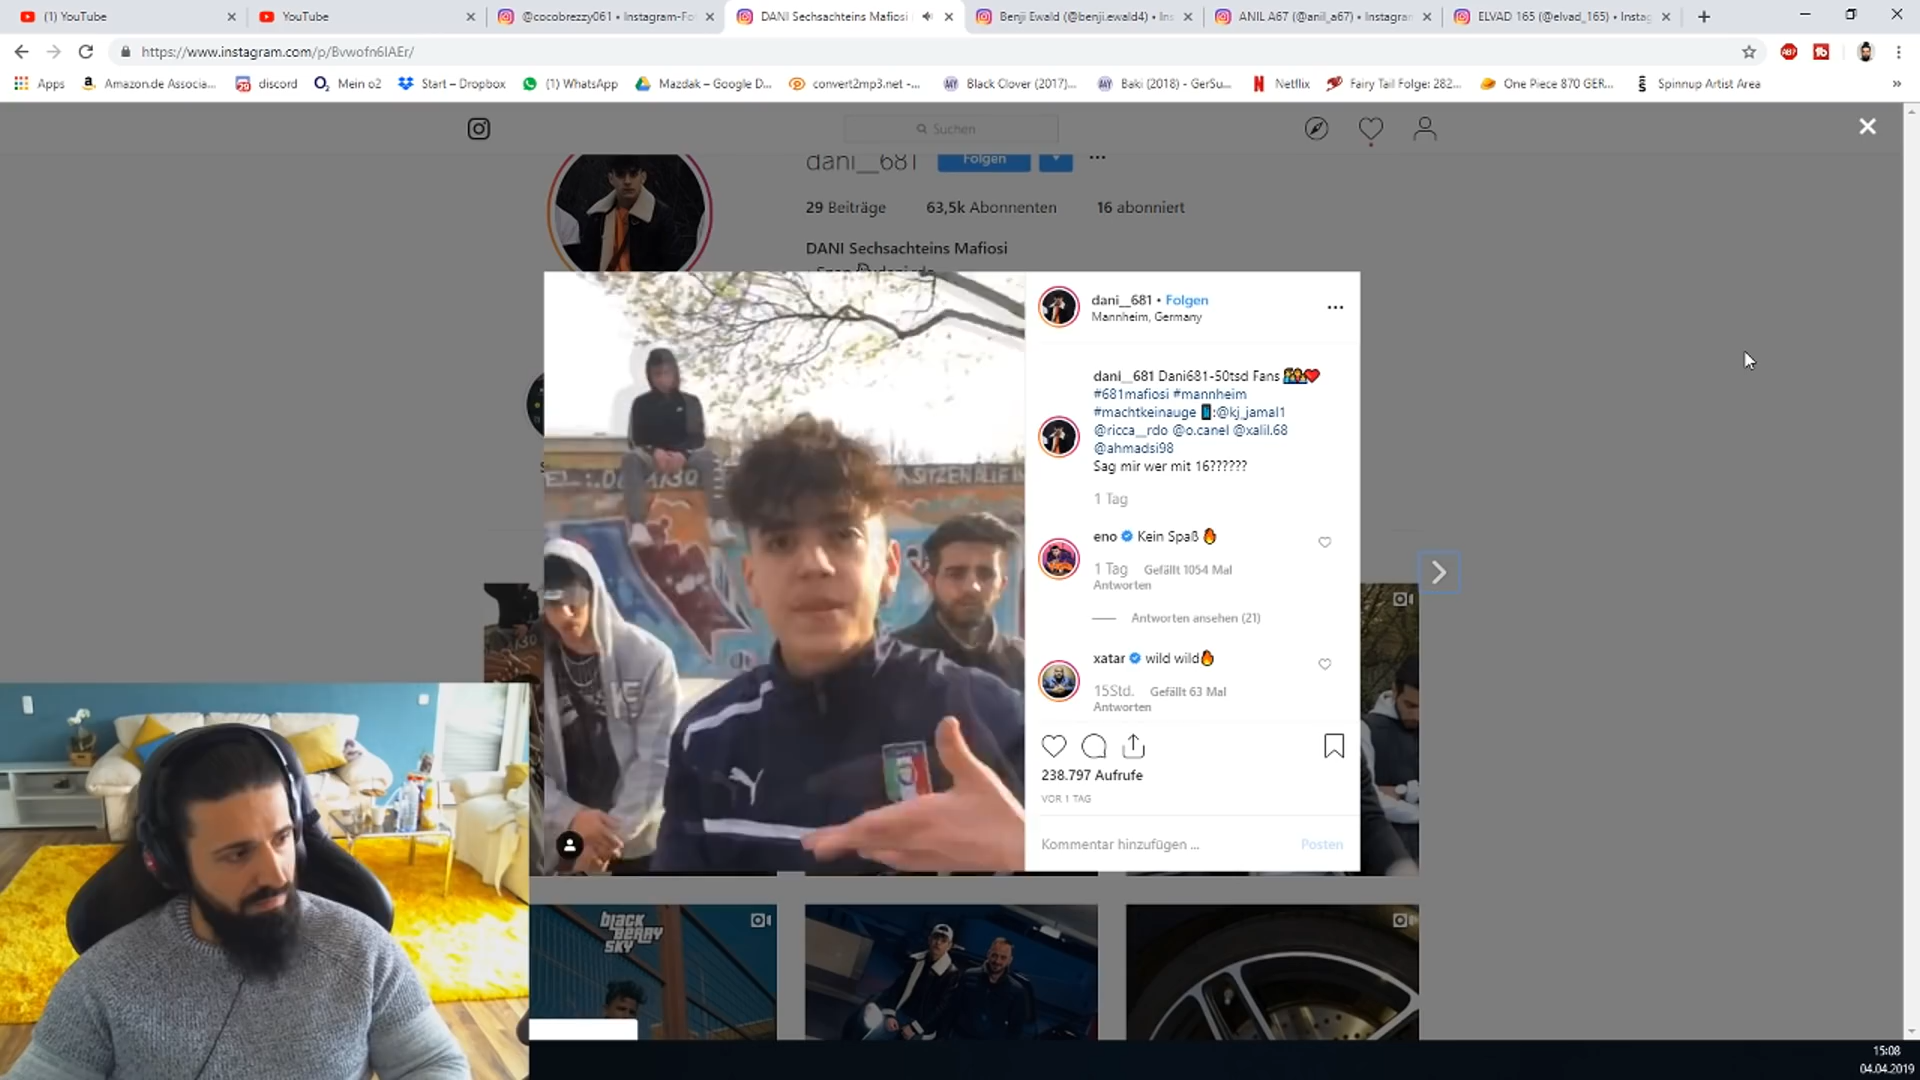 (1) YouTube
YouTube
@cocobrezzy061 • Instagram-Fo
DANI Sechsachteins Mafiosi
Benji Ewald (@benji.ewald4) • Ins
ANIL A67 (@anil_a67) • Instagram
ELVAD 165 (@elvad_165) • Instag
https://www.instagram.com/p/Bvwofn6IAEr/
Apps
Amazon.de Associa...
discord
Mein o2
Start – Dropbox
(1) WhatsApp
Mazdak – Google D...
convert2mp3.net -...
Black Clover (2017)...
Baki (2018) - GerSu...
Netflix
Fairy Tail Folge: 282...
One Piece 870 GER...
Spinnup Artist Area
Suchen
dani__681
Folgen
29 Beiträge
63,5k Abonnenten
16 abonniert
DANI Sechsachteins Mafiosi
dani__681 • Folgen
Mannheim, Germany
dani__681 Dani681-50tsd Fans
#681mafiosi #mannheim
#machtkeinauge :@kj_jamal1
@ricca__rdo @o.canel @xalil.68
@ahmadsi98
Sag mir wer mit 16??????
1 Tag
eno Kein Spaß
1 Tag Gefällt 1054 Mal
Antworten
Antworten ansehen (21)
xatar wild wild
15Std. Gefällt 63 Mal
Antworten
238.797 Aufrufe
VOR 1 TAG
Kommentar hinzufügen ...
Posten
black
BERRY
SKY
15:08
04.04.2019